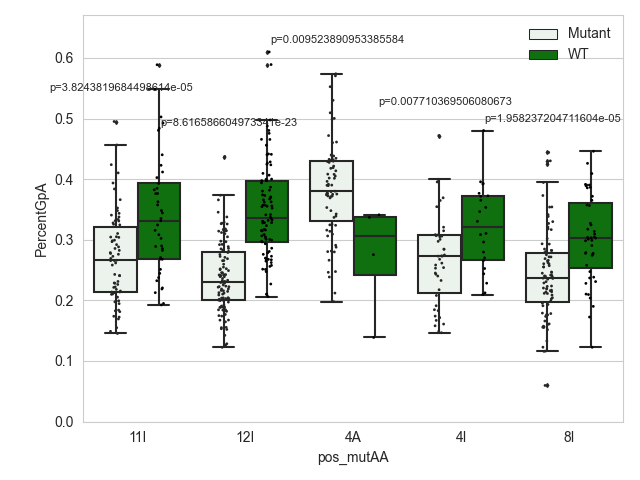 Mutant
WT
p=0.009523890953385584
p=3.8243819684498614e-05
p=0.007710369506080673
p=8.616586604973341e-23
p=1.958237204711604e-05
PercentGpA
0.6
0.5
0.4
0.3
0.2
0.1
0.0
11I 12I 4A 4I 8I
pos_mutAA